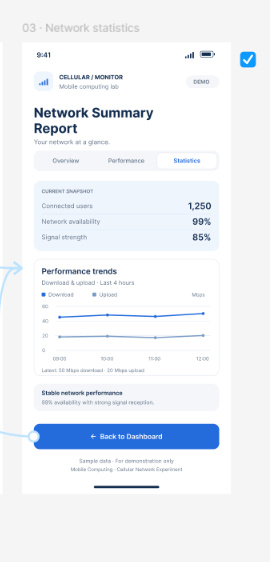 03 · Network statistics
9:41
CELLULAR / MONITOR
Mobile computing lab
DEMO
Network Summary
Report
Your network at a glance.
Overview Performance Statistics
CURRENT SNAPSHOT
Connected users 1,250
Network availability 99%
Signal strength 85%
Performance trends
Download & upload · Last 4 hours
Download Upload Mbps
60
40
20
0
09:00 10:00 11:00 12:00
Latest: 50 Mbps download · 20 Mbps upload
Stable network performance
99% availability with strong signal reception.
← Back to Dashboard
Sample data · For demonstration only
Mobile Computing · Cellular Network Experiment